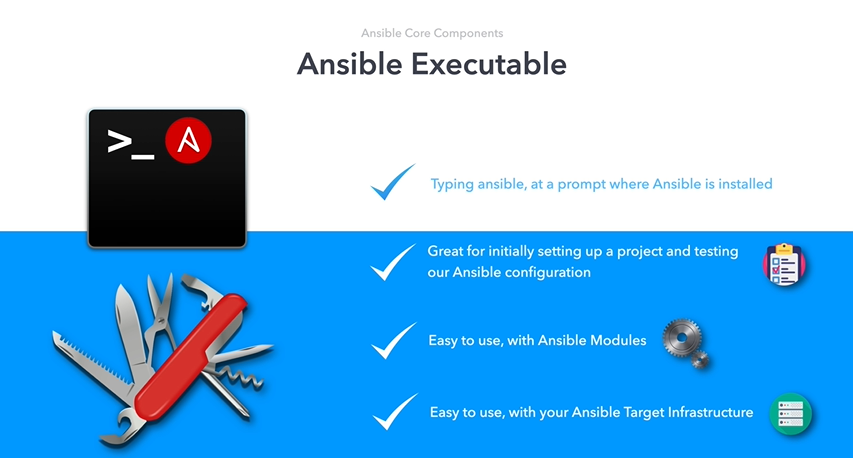 Ansible Core Components
Ansible Executable
>_
Typing ansible, at a prompt where Ansible is installed
Great for initially setting up a project and testing
our Ansible configuration
Easy to use, with Ansible Modules
Easy to use, with your Ansible Target Infrastructure